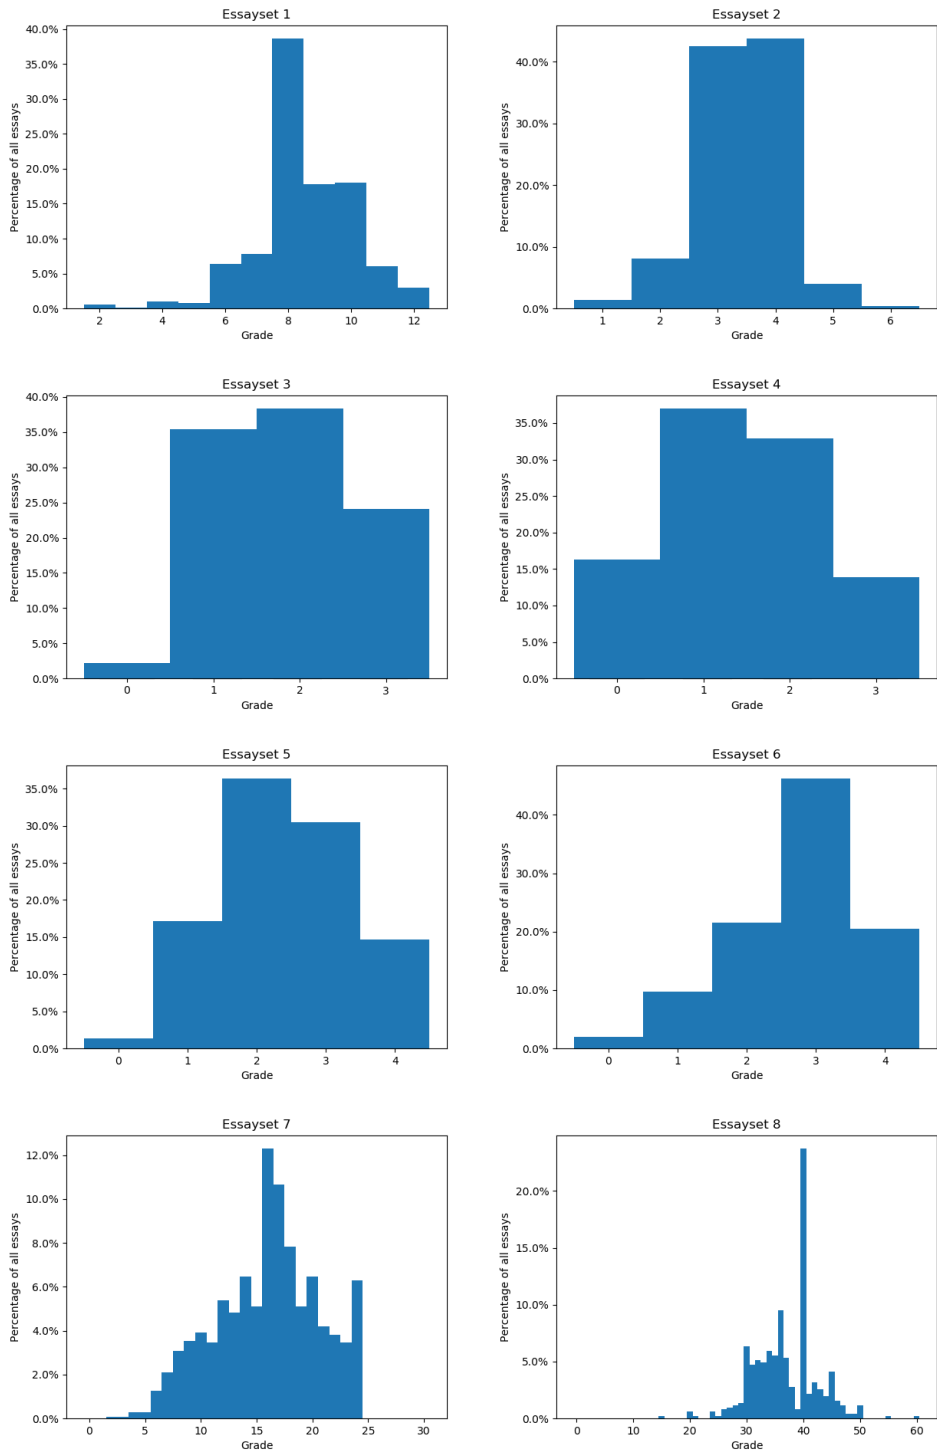 Essayset 1
40.0%
35.0%
30.0%
25.0%
20.0%
15.0%
10.0%
5.0%
0.0%
Percentage of all essays
2 4 6 8 10 12
Grade
Essayset 2
40.0%
30.0%
20.0%
10.0%
0.0%
Percentage of all essays
1 2 3 4 5 6
Grade
Essayset 3
40.0%
35.0%
30.0%
25.0%
20.0%
15.0%
10.0%
5.0%
0.0%
Percentage of all essays
0 1 2 3
Grade
Essayset 4
35.0%
30.0%
25.0%
20.0%
15.0%
10.0%
5.0%
0.0%
Percentage of all essays
0 1 2 3
Grade
Essayset 5
35.0%
30.0%
25.0%
20.0%
15.0%
10.0%
5.0%
0.0%
Percentage of all essays
0 1 2 3 4
Grade
Essayset 6
40.0%
30.0%
20.0%
10.0%
0.0%
Percentage of all essays
0 1 2 3 4
Grade
Essayset 7
12.0%
10.0%
8.0%
6.0%
4.0%
2.0%
0.0%
Percentage of all essays
0 5 10 15 20 25 30
Grade
Essayset 8
20.0%
15.0%
10.0%
5.0%
0.0%
Percentage of all essays
0 10 20 30 40 50 60
Grade